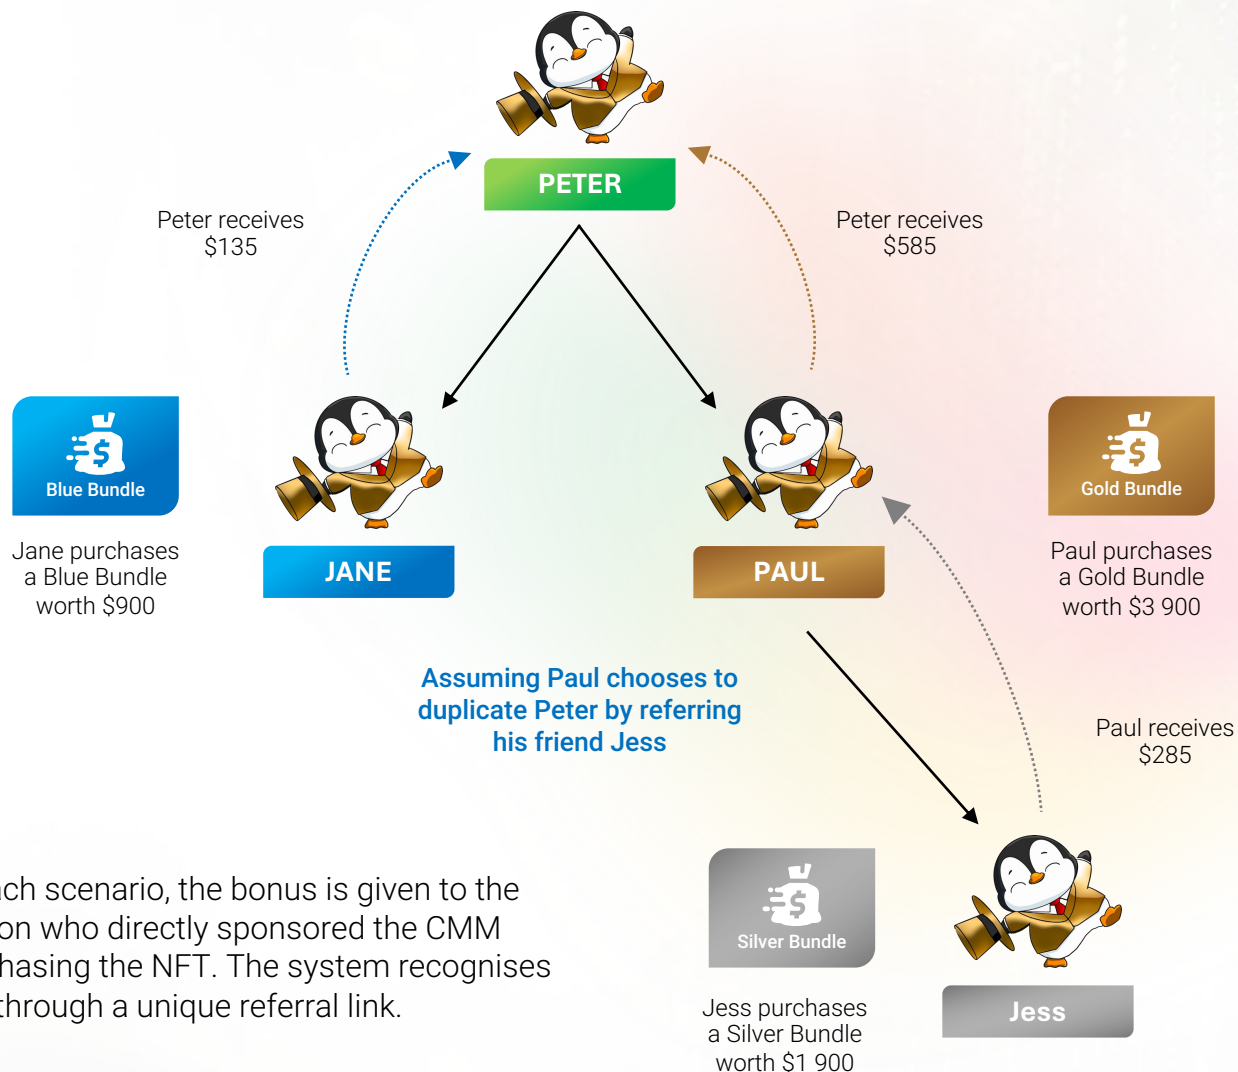 PETER
Peter receives
$135
Peter receives
$585
Blue Bundle
Jane purchases
a Blue Bundle
worth $900
JANE
PAUL
Gold Bundle
Paul purchases
a Gold Bundle
worth $3 900
Assuming Paul chooses to
duplicate Peter by referring
his friend Jess
Paul receives
$285
ach scenario, the bonus is given to the
on who directly sponsored the CMM
hasing the NFT. The system recognises
through a unique referral link.
Silver Bundle
Jess purchases
a Silver Bundle
worth $1 900
Jess